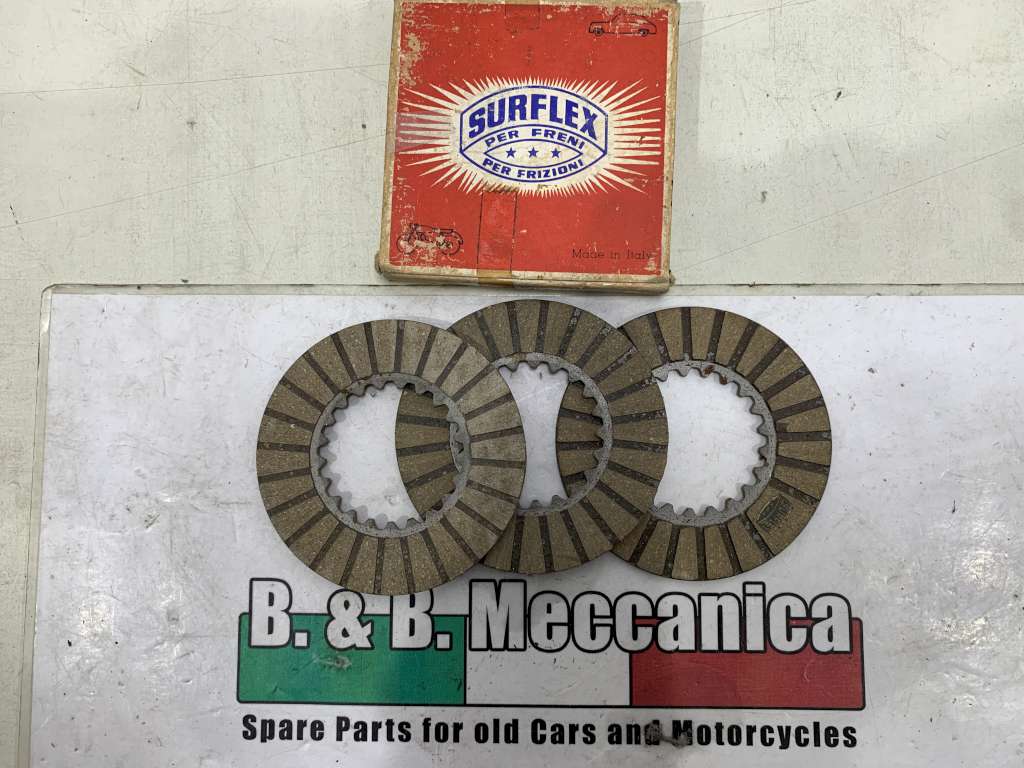 SURFLEX
PER FRENI
PER FRIZIONI
Made in Italy
B. & B. Meccanica
Spare Parts for old Cars and Motorcycles